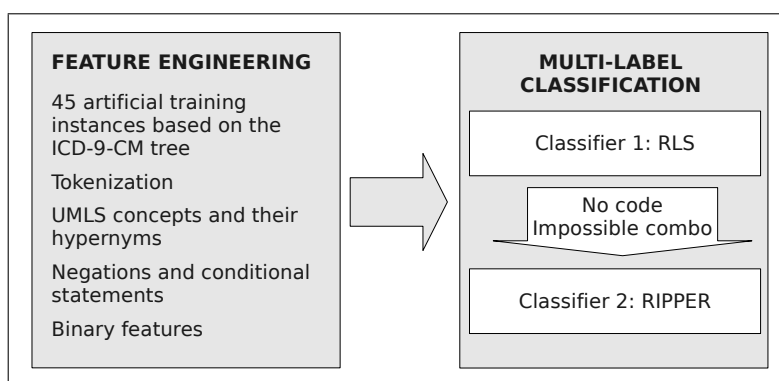 FEATURE ENGINEERING
45 artificial training
instances based on the
ICD-9-CM tree
Tokenization
UMLS concepts and their
hypernyms
Negations and conditional
statements
Binary features
MULTI-LABEL
CLASSIFICATION
Classifier 1: RLS
No code
Impossible combo
Classifier 2: RIPPER